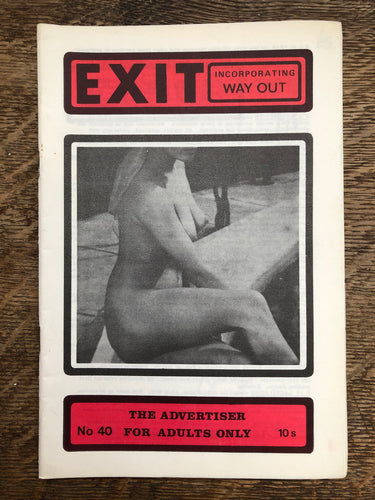 EXIT
INCORPORATING
WAY OUT
THE ADVERTISER
No 40 FOR ADULTS ONLY 10s